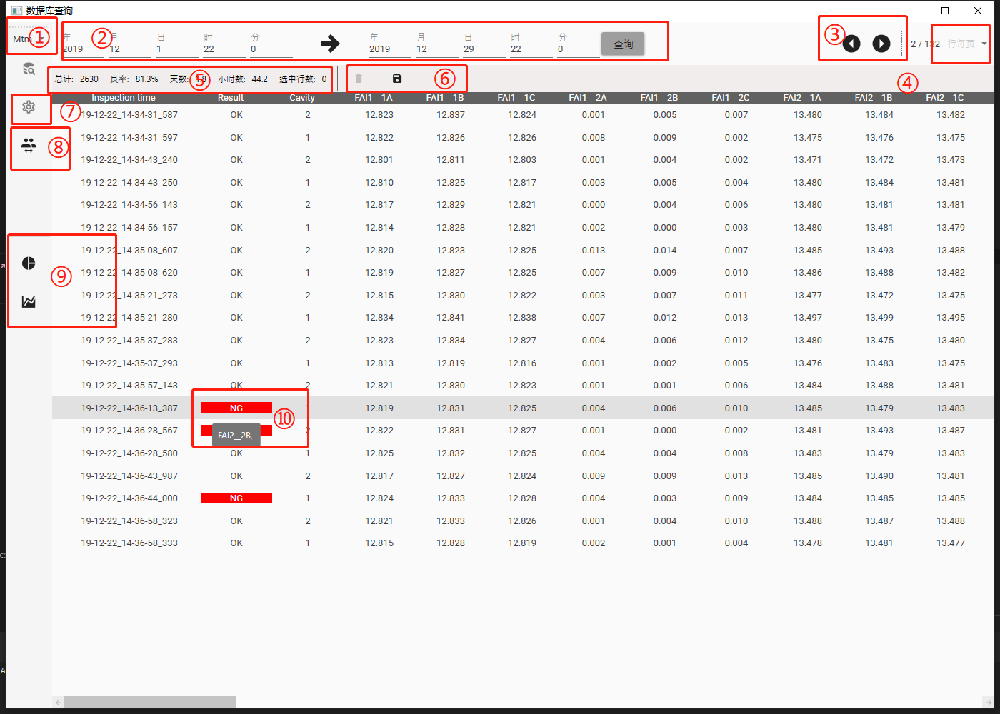 数据库查询
Mtm ①
② 年 月 日 时 分 年 月 日 时 分
2019 12 1 22 0 2019 12 29 22 0 查询
③ 2 / 132 行每页
总计: 2630 良率: 81.3% 天数: 1.8 小时数: 44.2 选中行数: 0 ⑤ ⑥ ④
Inspection time Result Cavity FAI1__1A FAI1__1B FAI1__1C FAI1__2A FAI1__2B FAI1__2C FAI2__1A FAI2__1B FAI2__1C
⑦ 19-12-22_14-34-31_587 OK 2 12.823 12.837 12.824 0.001 0.005 0.007 13.480 13.484 13.482
19-12-22_14-34-31_597 OK 1 12.822 12.826 12.826 0.008 0.009 0.002 13.475 13.476 13.475
⑧
19-12-22_14-34-43_240 OK 2 12.801 12.811 12.803 0.001 0.004 0.002 13.471 13.472 13.473
19-12-22_14-34-43_250 OK 1 12.810 12.825 12.817 0.003 0.005 0.004 13.480 13.484 13.481
19-12-22_14-34-56_143 OK 2 12.817 12.829 12.821 0.000 0.004 0.006 13.480 13.481 13.481
19-12-22_14-34-56_157 OK 1 12.814 12.828 12.821 0.002 0.000 0.003 13.480 13.481 13.479
19-12-22_14-35-08_607 OK 2 12.820 12.823 12.825 0.013 0.014 0.007 13.485 13.493 13.488
19-12-22_14-35-08_620 OK 1 12.819 12.827 12.825 0.007 0.009 0.010 13.486 13.488 13.482
⑨
19-12-22_14-35-21_273 OK 2 12.815 12.830 12.822 0.003 0.007 0.011 13.477 13.472 13.475
19-12-22_14-35-21_280 OK 1 12.834 12.841 12.838 0.007 0.012 0.013 13.497 13.499 13.495
19-12-22_14-35-37_283 OK 2 12.823 12.834 12.827 0.004 0.006 0.012 13.480 13.475 13.480
19-12-22_14-35-37_293 OK 1 12.813 12.819 12.816 0.001 0.002 0.005 13.476 13.483 13.475
19-12-22_14-35-57_143 OK 2 12.821 12.830 12.823 0.001 0.001 0.006 13.484 13.488 13.481
19-12-22_14-36-13_387 NG 1 12.819 12.831 12.825 0.004 0.006 0.010 13.485 13.479 13.483
⑩
19-12-22_14-36-28_567 2 12.822 12.831 12.827 0.001 0.000 0.002 13.481 13.493 13.487
FAI2__2B,
19-12-22_14-36-28_580 OK 1 12.825 12.832 12.825 0.004 0.004 0.008 13.483 13.479 13.483
19-12-22_14-36-43_987 OK 2 12.817 12.827 12.824 0.009 0.009 0.013 13.485 13.490 13.481
19-12-22_14-36-44_000 NG 1 12.824 12.833 12.828 0.004 0.003 0.009 13.484 13.485 13.485
19-12-22_14-36-58_323 OK 2 12.821 12.833 12.826 0.001 0.004 0.010 13.488 13.487 13.488
19-12-22_14-36-58_333 OK 1 12.815 12.828 12.819 0.002 0.001 0.004 13.478 13.481 13.477